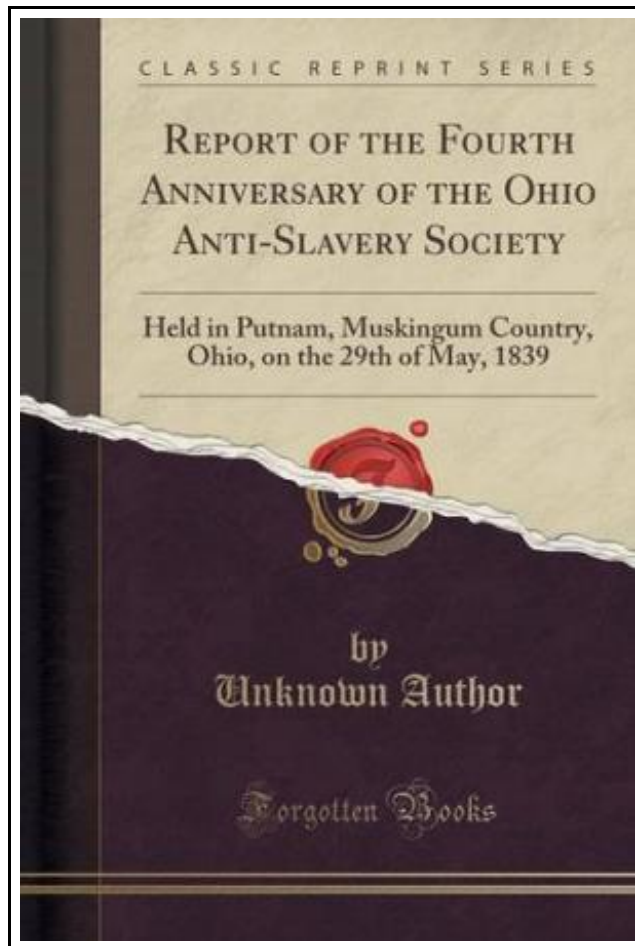 CLASSIC REPRINT SERIES
REPORT OF THE FOURTH
ANNIVERSARY OF THE OHIO
ANTI-SLAVERY SOCIETY
Held in Putnam, Muskingum Country,
Ohio, on the 29th of May, 1839
by
Unknown Author
Forgotten Books